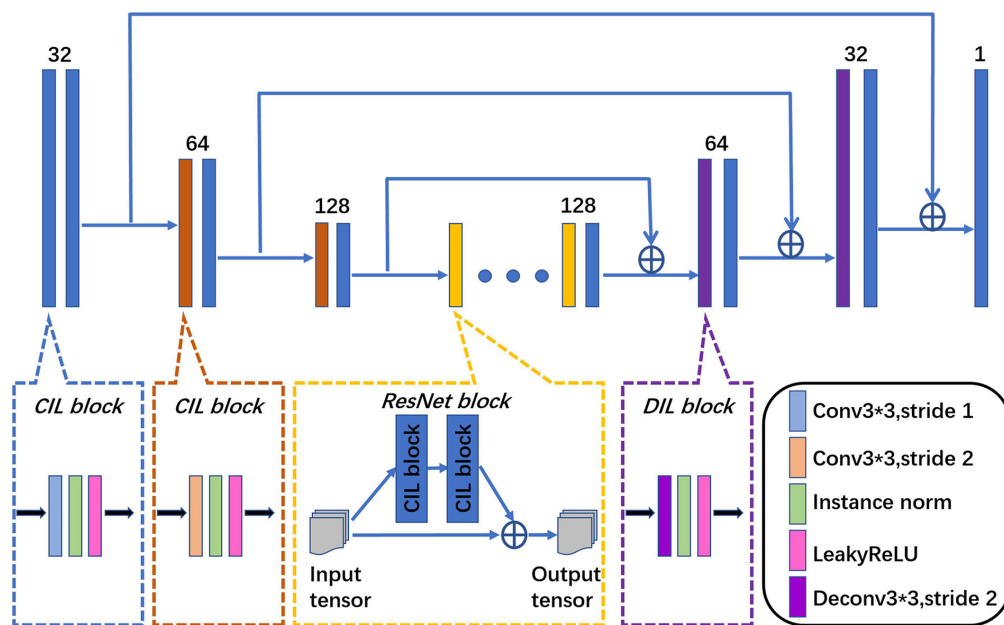 32
32
1
64
64
128
128
CIL block
CIL block
ResNet block
DIL block
CIL block
CIL block
Input
tensor
Output
tensor
Conv3*3,stride 1
Conv3*3,stride 2
Instance norm
LeakyReLU
Deconv3*3,stride 2